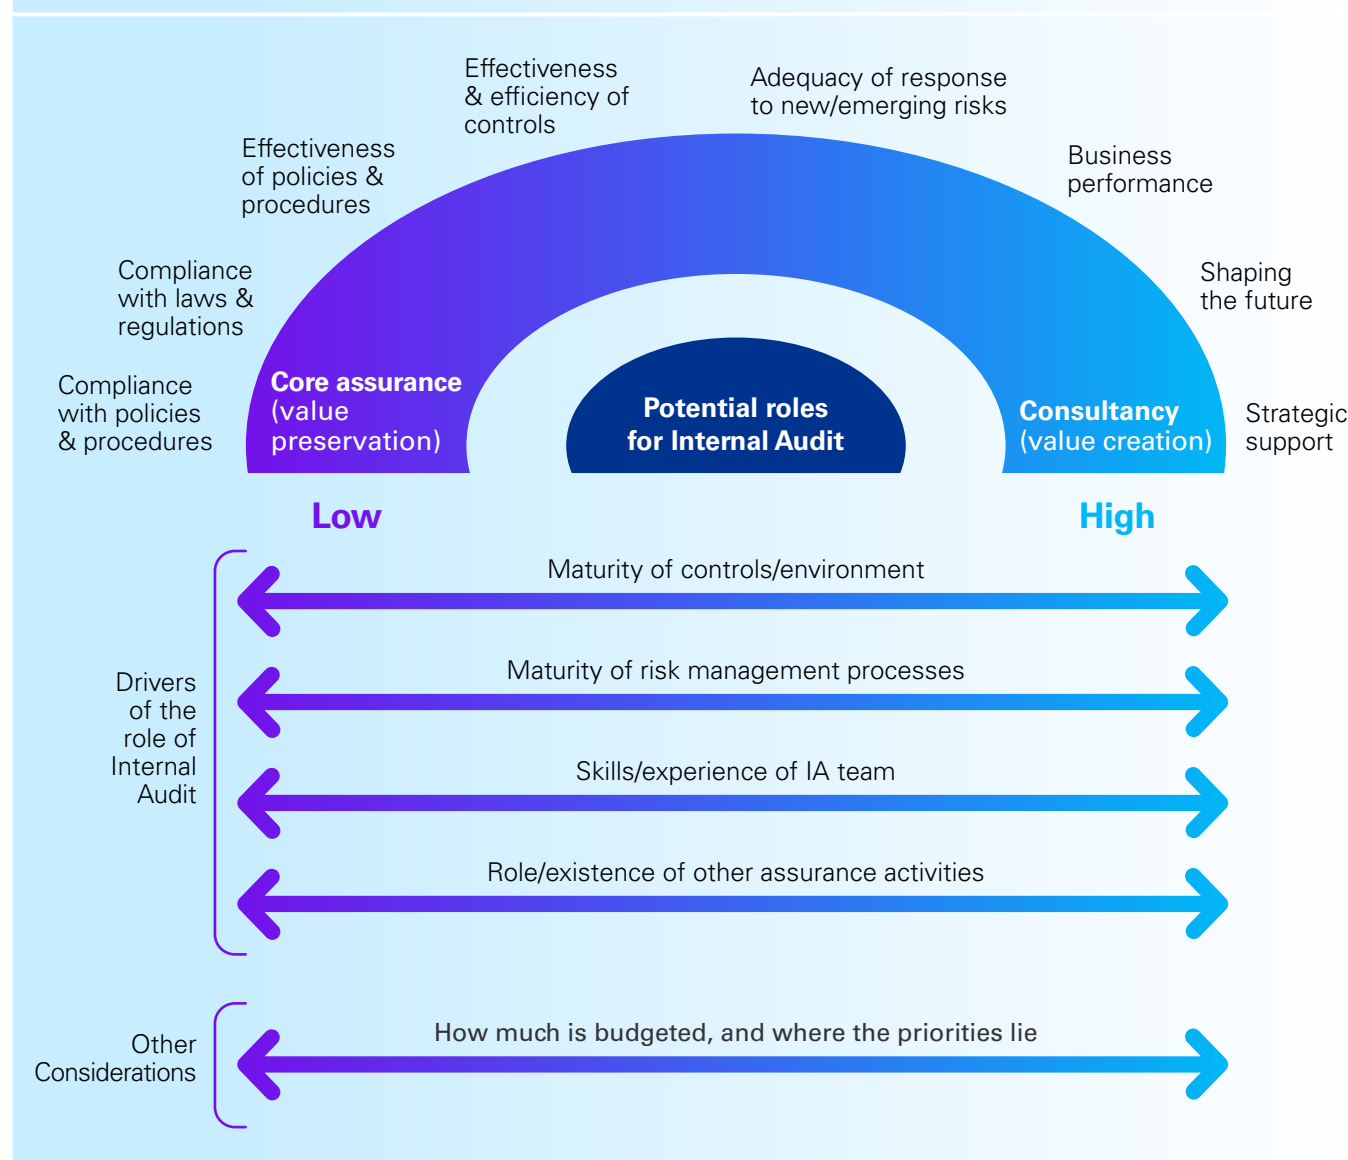 Effectiveness
& efficiency of
controls
Adequacy of response
to new/emerging risks
Effectiveness
of policies &
procedures
Business
performance
Compliance
with laws &
regulations
Shaping
the future
Compliance
with policies
& procedures
Core assurance
(value
preservation)
Potential roles
for Internal Audit
Consultancy
(value creation)
Strategic
support
Low
High
Drivers
of the
role of
Internal
Audit
Maturity of controls/environment
Maturity of risk management processes
Skills/experience of IA team
Role/existence of other assurance activities
Other
Considerations
How much is budgeted, and where the priorities lie